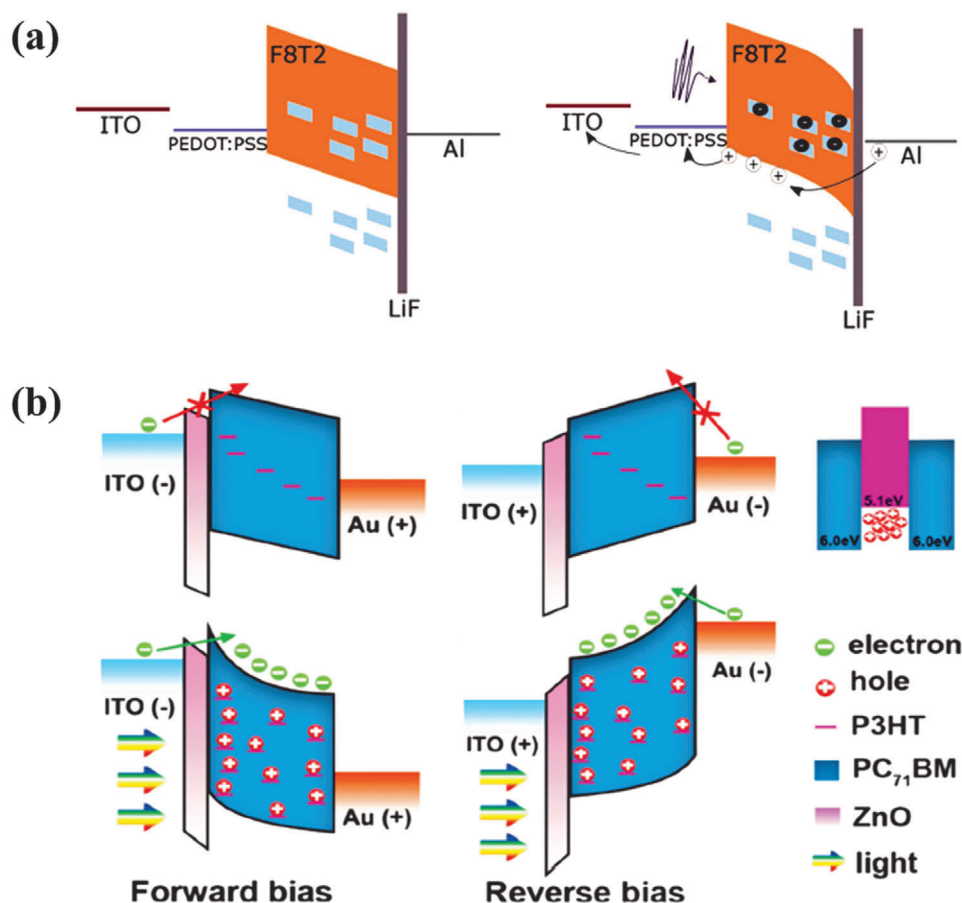 (a)
F8T2
ITO
PEDOT:PSS
Al
LiF
F8T2
ITO
PEDOT:PSS
Al
LiF
(b)
ITO (-)
Au (+)
ITO (+)
Au (-)
5.1eV
6.0eV
6.0eV
ITO (-)
Au (+)
ITO (+)
Au (-)
electron
hole
P3HT
PC₇₁BM
ZnO
light
Forward bias
Reverse bias